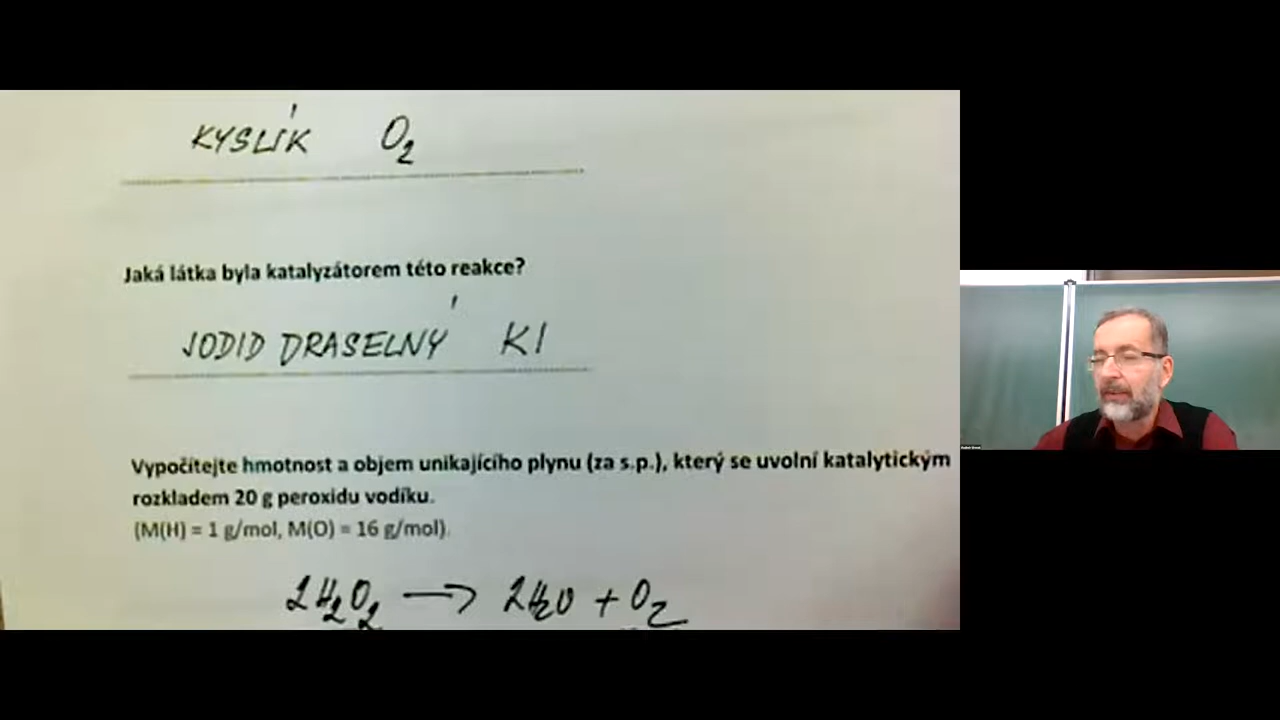 KYSLÍK O2
Jaká látka byla katalyzátorem této reakce?
JODID DRASELNÝ KI
Vypočítejte hmotnost a objem unikajícího plynu (za s.p.), který se uvolní katalytickým
rozkladem 20 g peroxidu vodíku.
(M(H) = 1 g/mol, M(O) = 16 g/mol).
2H2O2 → 2H2O + O2